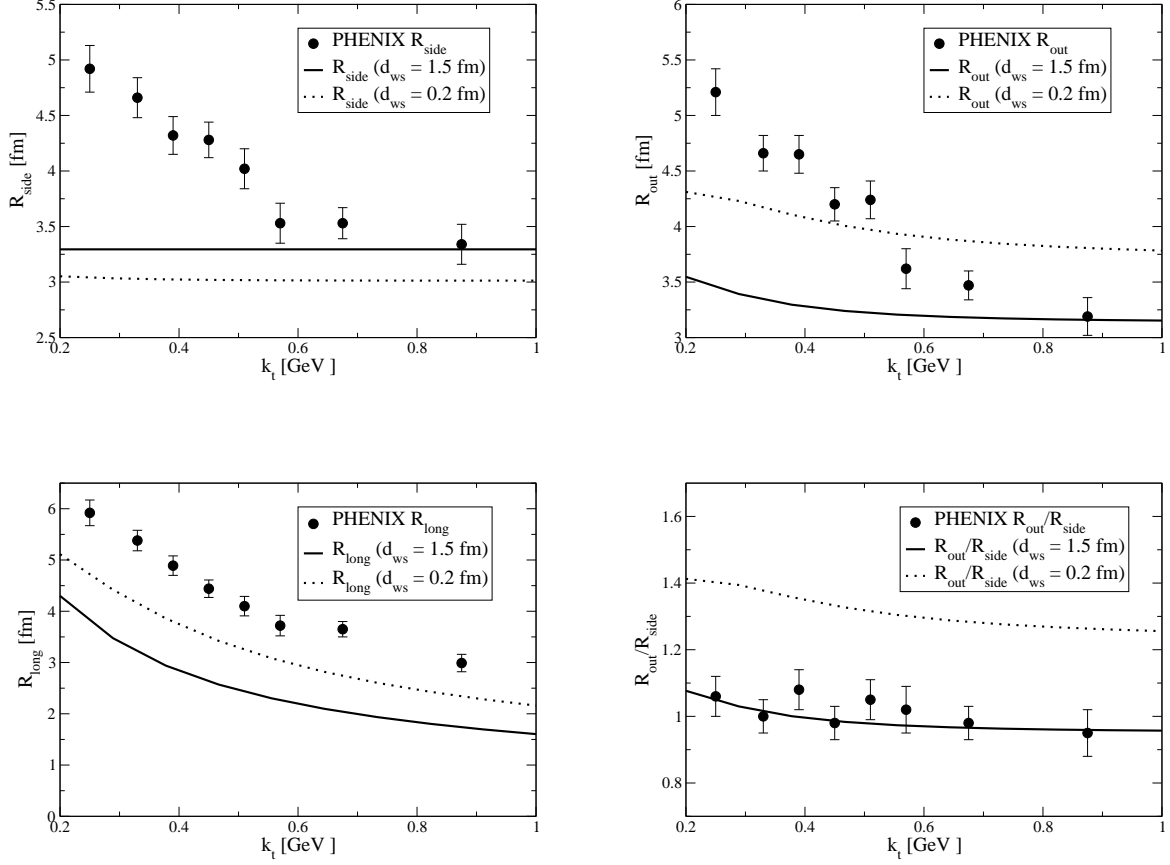 5.5
5
4.5
4
3.5
3
2.5
R_side [fm]
PHENIX R_side
R_side (d_ws = 1.5 fm)
R_side (d_ws = 0.2 fm)
0.2 0.4 0.6 0.8 1
k_t [GeV ]
6
5.5
5
4.5
4
3.5
3
R_out [fm]
PHENIX R_out
R_out (d_ws = 1.5 fm)
R_out (d_ws = 0.2 fm)
0.2 0.4 0.6 0.8 1
k_t [GeV ]
6
5
4
3
2
1
0
R_long [fm]
PHENIX R_long
R_long (d_ws = 1.5 fm)
R_long (d_ws = 0.2 fm)
0.2 0.4 0.6 0.8 1
k_t [GeV ]
1.6
1.4
1.2
1
0.8
R_out/R_side
PHENIX R_out/R_side
R_out/R_side (d_ws = 1.5 fm)
R_out/R_side (d_ws = 0.2 fm)
0.2 0.4 0.6 0.8 1
k_t [GeV ]